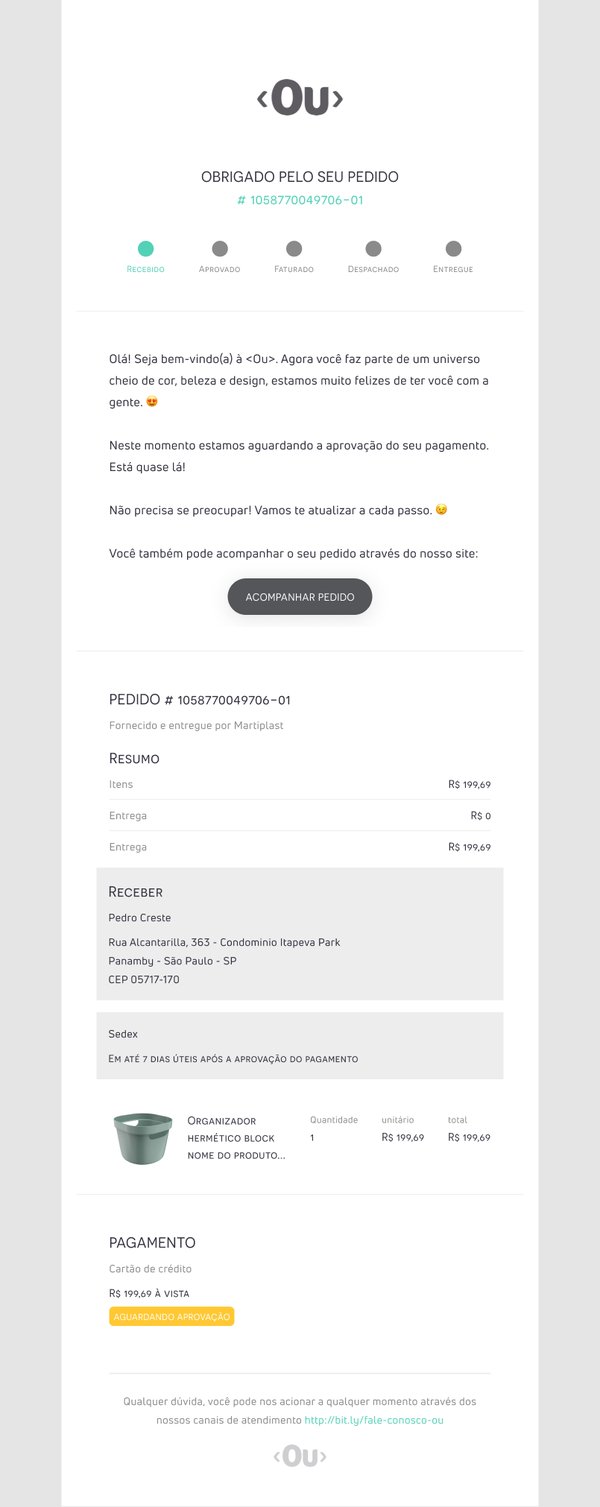 ‹Ou›
OBRIGADO PELO SEU PEDIDO
# 1058770049706-01
RECEBIDO APROVADO FATURADO DESPACHADO ENTREGUE
Olá! Seja bem-vindo(a) à <Ou>. Agora você faz parte de um universo
cheio de cor, beleza e design, estamos muito felizes de ter você com a
gente. 😍
Neste momento estamos aguardando a aprovação do seu pagamento.
Está quase lá!
Não precisa se preocupar! Vamos te atualizar a cada passo. 😉
Você também pode acompanhar o seu pedido através do nosso site:
ACOMPANHAR PEDIDO
PEDIDO # 1058770049706-01
Fornecido e entregue por Martiplast
RESUMO
Itens R$ 199,69
Entrega R$ 0
Entrega R$ 199,69
RECEBER
Pedro Creste
Rua Alcantarilla, 363 - Condominio Itapeva Park
Panamby - São Paulo - SP
CEP 05717-170
Sedex
EM ATÉ 7 DIAS ÚTEIS APÓS A APROVAÇÃO DO PAGAMENTO
ORGANIZADOR
HERMÉTICO BLOCK
NOME DO PRODUTO...
Quantidade unitário total
1 R$ 199,69 R$ 199,69
PAGAMENTO
Cartão de crédito
R$ 199,69 À VISTA
AGUARDANDO APROVAÇÃO
Qualquer dúvida, você pode nos acionar a qualquer momento através dos
nossos canais de atendimento http://bit.ly/fale-conosco-ou
‹Ou›